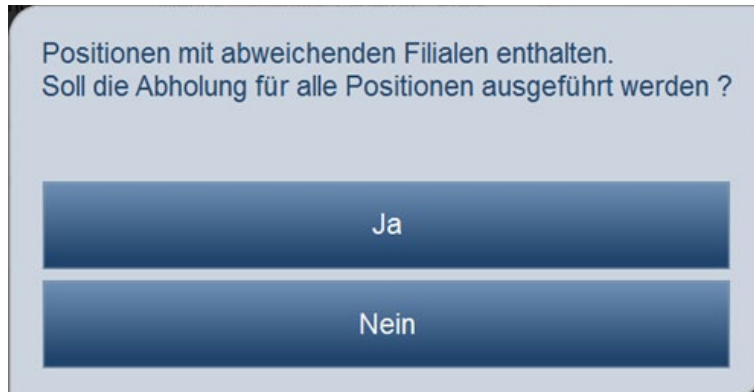 Positionen mit abweichenden Filialen enthalten.
Soll die Abholung für alle Positionen ausgeführt werden ?
Ja
Nein